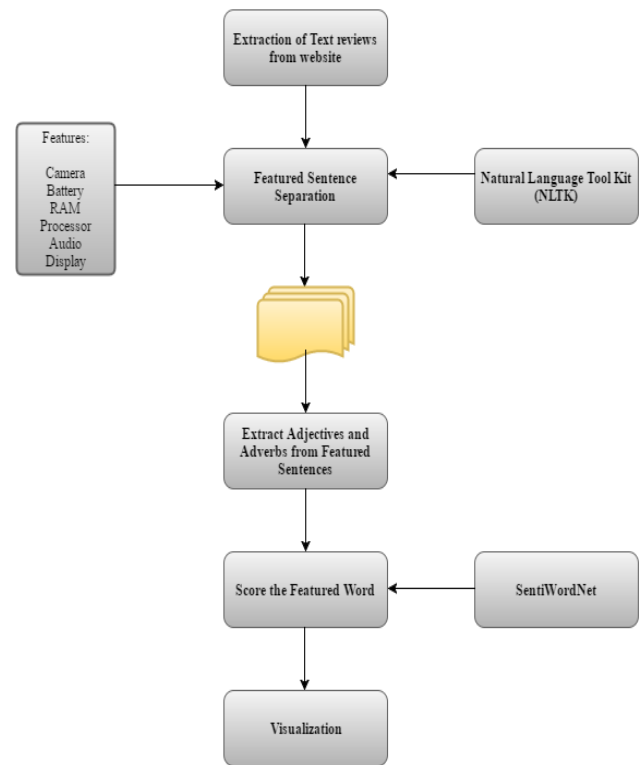 Extraction of Text reviews
from website
Features:
Camera
Battery
RAM
Processor
Audio
Display
Featured Sentence
Separation
Natural Language Tool Kit
(NLTK)
Extract Adjectives and
Adverbs from Featured
Sentences
Score the Featured Word
SentiWordNet
Visualization